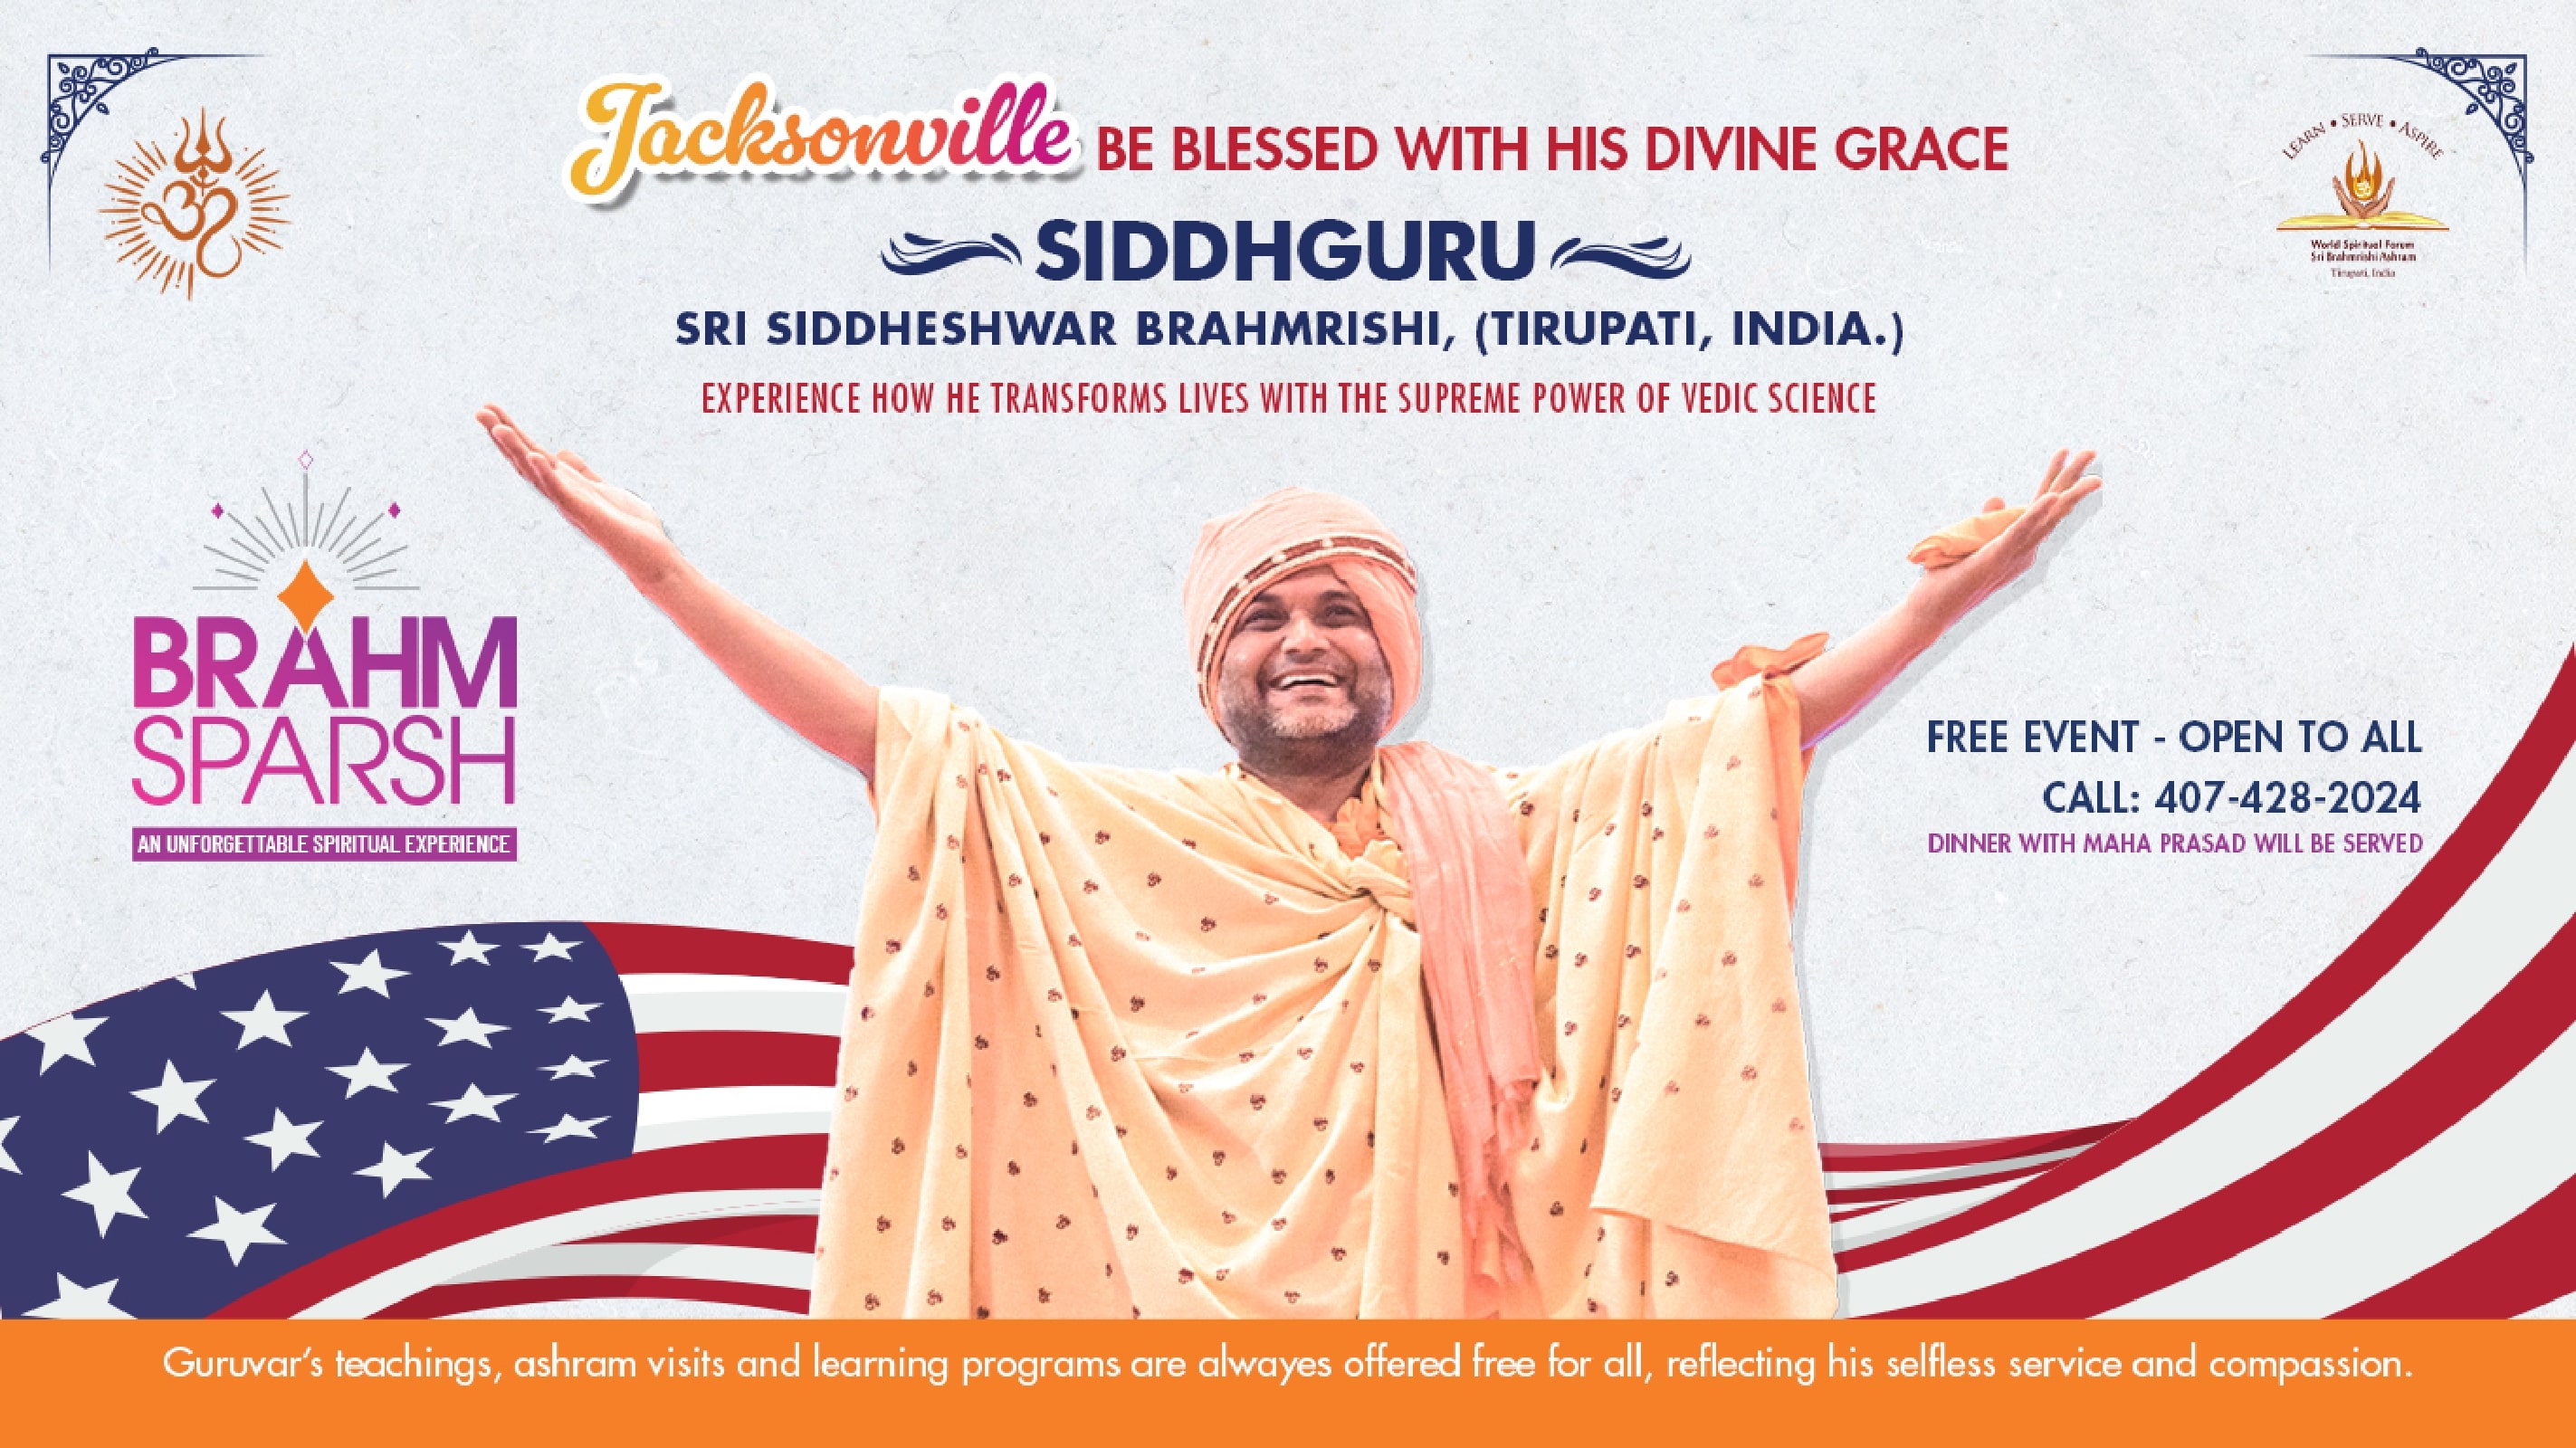 Jacksonville BE BLESSED WITH HIS DIVINE GRACE
SIDDHGURU
SRI SIDDHESHWAR BRAHMRISHI, (TIRUPATI, INDIA.)
EXPERIENCE HOW HE TRANSFORMS LIVES WITH THE SUPREME POWER OF VEDIC SCIENCE
ॐ
LEARN • SERVE • ASPIRE
World Spiritual Forum
Sri Brahmrishi Ashram
Tirupati, India
BRAHM
SPARSH
AN UNFORGETTABLE SPIRITUAL EXPERIENCE
FREE EVENT - OPEN TO ALL
CALL: 407-428-2024
DINNER WITH MAHA PRASAD WILL BE SERVED
Guruvar's teachings, ashram visits and learning programs are alwayes offered free for all, reflecting his selfless service and compassion.